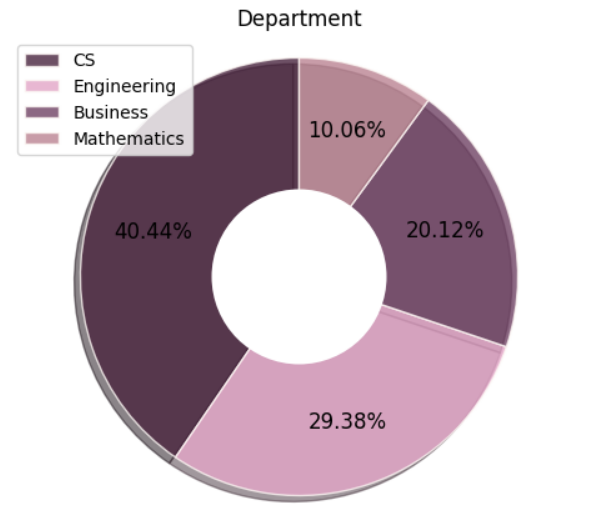 Department
CS
Engineering
Business
Mathematics
10.06%
40.44%
20.12%
29.38%